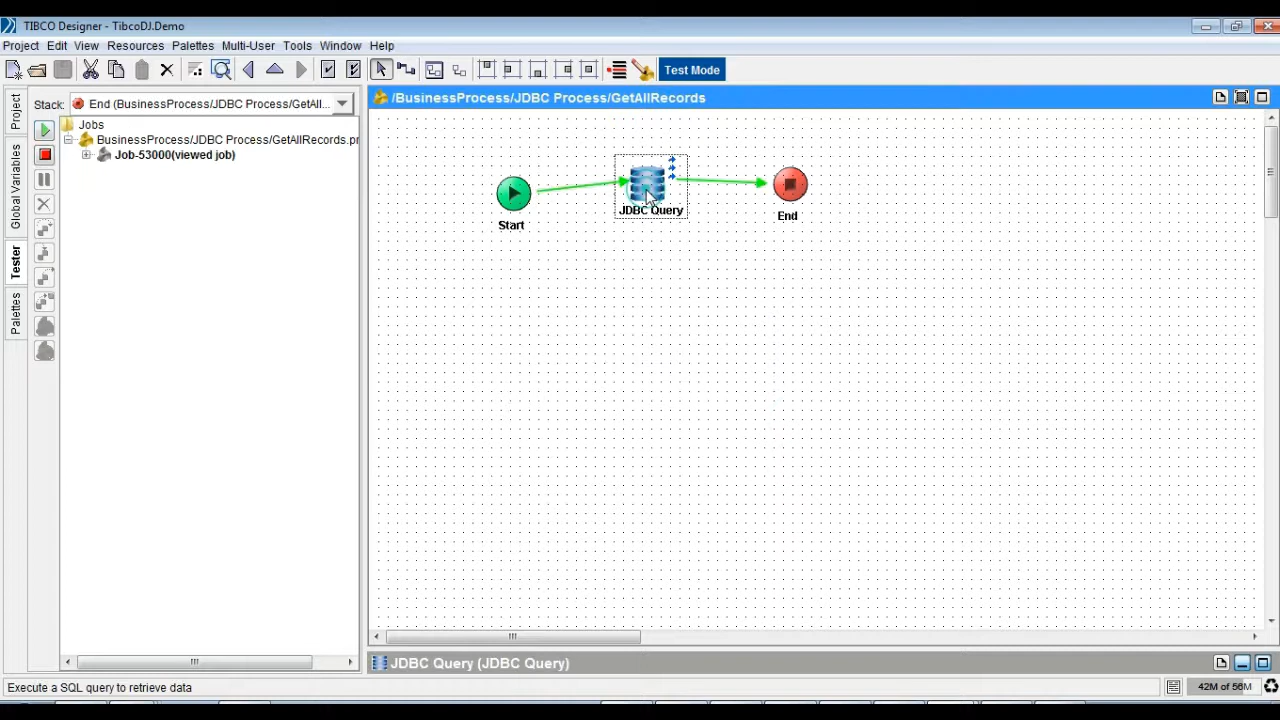 TIBCO Designer - TibcoDJ.Demo
Project Edit View Resources Palettes Multi-User Tools Window Help
Test Mode
Stack: End (BusinessProcess/JDBC Process/GetAll...
/BusinessProcess/JDBC Process/GetAllRecords
Project
Global Variables
Tester
Palettes
Jobs
BusinessProcess/JDBC Process/GetAllRecords.pr
Job-53000(viewed job)
JDBC Query
Start
End
JDBC Query (JDBC Query)
Execute a SQL query to retrieve data
42M of 56M